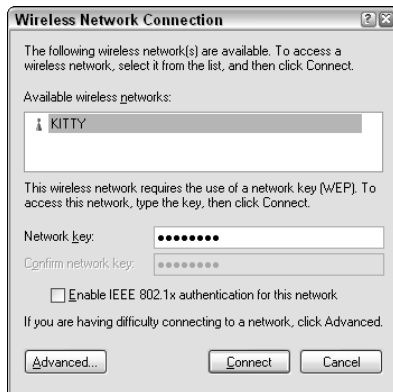 Wireless Network Connection
The following wireless network(s) are available. To access a
wireless network, select it from the list, and then click Connect.
Available wireless networks:
KITTY
This wireless network requires the use of a network key (WEP). To
access this network, type the key, then click Connect.
Network key: ●●●●●●●●
Confirm network key: ●●●●●●●●
Enable IEEE 802.1x authentication for this network
If you are having difficulty connecting to a network, click Advanced.
Advanced... Connect Cancel